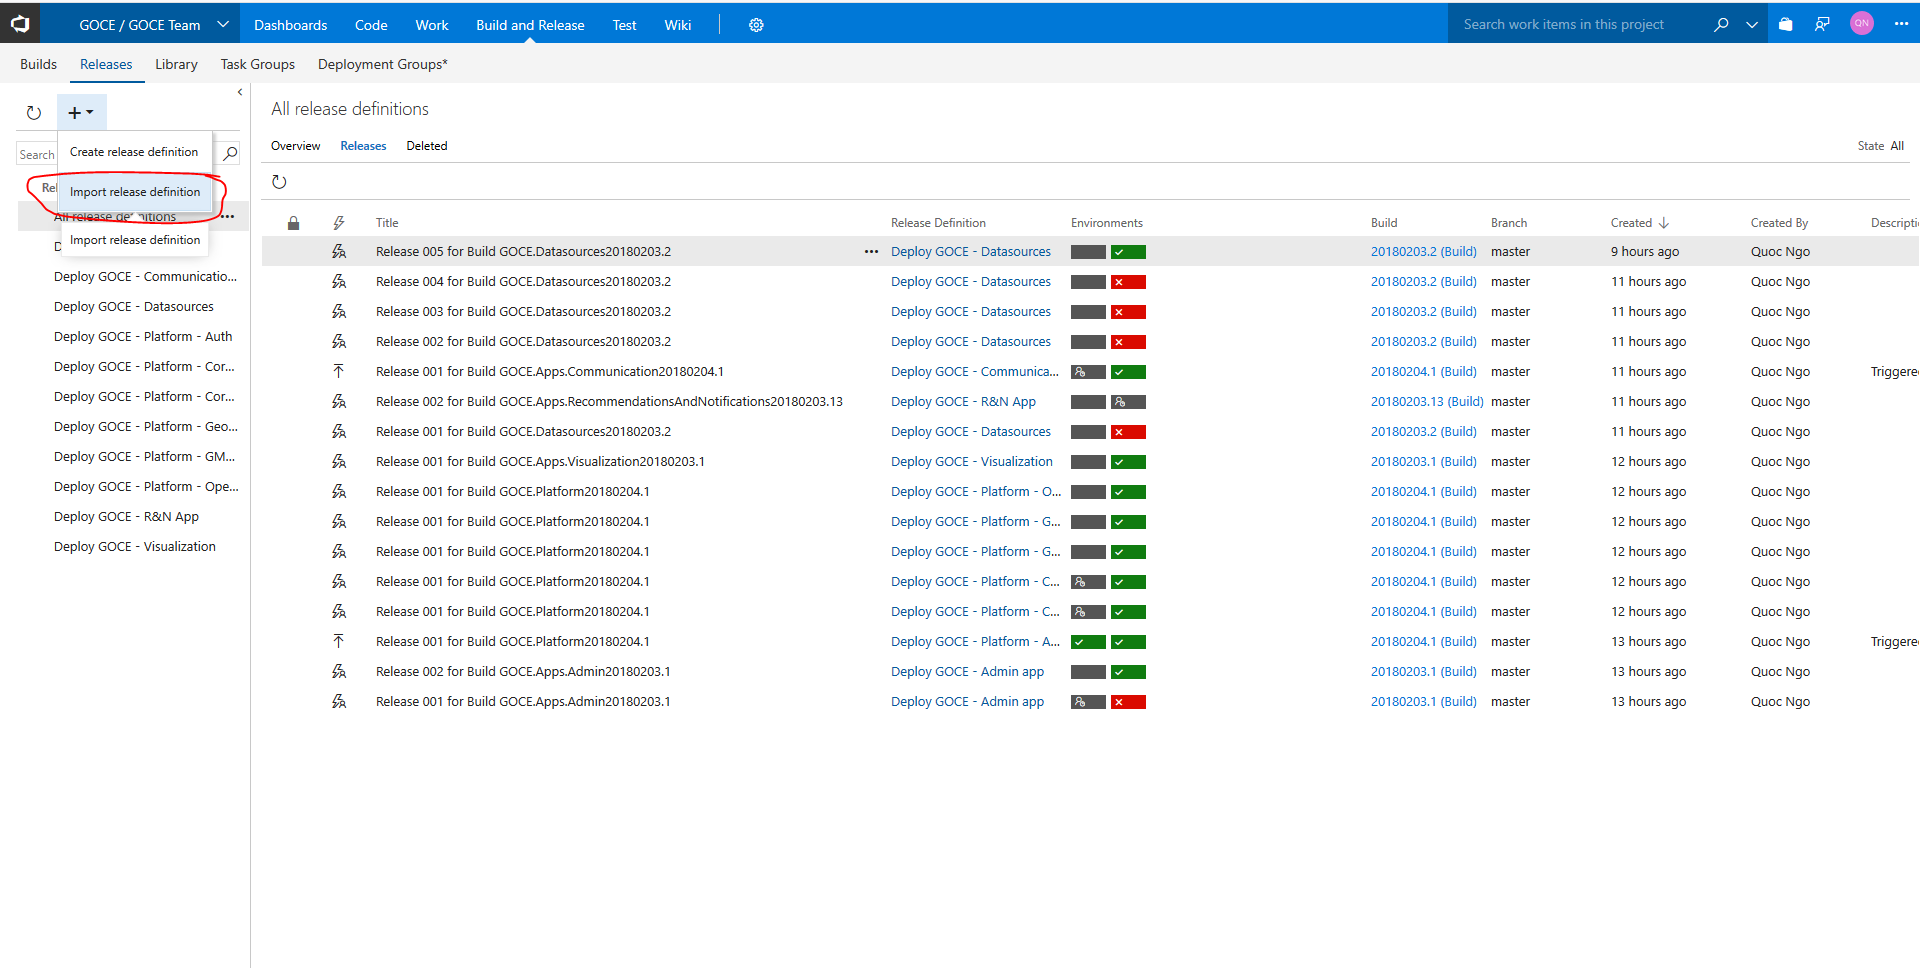 GOCE / GOCE Team Dashboards Code Work Build and Release Test Wiki Search work items in this project QN
Builds Releases Library Task Groups Deployment Groups*
Create release definition
Search
Import release definition
Rel
All release definitions
Import release definition
D
Deploy GOCE - Communicatio...
Deploy GOCE - Datasources
Deploy GOCE - Platform - Auth
Deploy GOCE - Platform - Cor...
Deploy GOCE - Platform - Cor...
Deploy GOCE - Platform - Geo...
Deploy GOCE - Platform - GM...
Deploy GOCE - Platform - Ope...
Deploy GOCE - R&N App
Deploy GOCE - Visualization
All release definitions
Overview Releases Deleted State All
Title Release Definition Environments Build Branch Created Created By Descripti
Release 005 for Build GOCE.Datasources20180203.2 ••• Deploy GOCE - Datasources 20180203.2 (Build) master 9 hours ago Quoc Ngo
Release 004 for Build GOCE.Datasources20180203.2 Deploy GOCE - Datasources 20180203.2 (Build) master 11 hours ago Quoc Ngo
Release 003 for Build GOCE.Datasources20180203.2 Deploy GOCE - Datasources 20180203.2 (Build) master 11 hours ago Quoc Ngo
Release 002 for Build GOCE.Datasources20180203.2 Deploy GOCE - Datasources 20180203.2 (Build) master 11 hours ago Quoc Ngo
Release 001 for Build GOCE.Apps.Communication20180204.1 Deploy GOCE - Communica... 20180204.1 (Build) master 11 hours ago Quoc Ngo Triggere
Release 002 for Build GOCE.Apps.RecommendationsAndNotifications20180203.13 Deploy GOCE - R&N App 20180203.13 (Build) master 11 hours ago Quoc Ngo
Release 001 for Build GOCE.Datasources20180203.2 Deploy GOCE - Datasources 20180203.2 (Build) master 11 hours ago Quoc Ngo
Release 001 for Build GOCE.Apps.Visualization20180203.1 Deploy GOCE - Visualization 20180203.1 (Build) master 12 hours ago Quoc Ngo
Release 001 for Build GOCE.Platform20180204.1 Deploy GOCE - Platform - O... 20180204.1 (Build) master 12 hours ago Quoc Ngo
Release 001 for Build GOCE.Platform20180204.1 Deploy GOCE - Platform - G... 20180204.1 (Build) master 12 hours ago Quoc Ngo
Release 001 for Build GOCE.Platform20180204.1 Deploy GOCE - Platform - G... 20180204.1 (Build) master 12 hours ago Quoc Ngo
Release 001 for Build GOCE.Platform20180204.1 Deploy GOCE - Platform - C... 20180204.1 (Build) master 12 hours ago Quoc Ngo
Release 001 for Build GOCE.Platform20180204.1 Deploy GOCE - Platform - C... 20180204.1 (Build) master 12 hours ago Quoc Ngo
Release 001 for Build GOCE.Platform20180204.1 Deploy GOCE - Platform - A... 20180204.1 (Build) master 13 hours ago Quoc Ngo Triggere
Release 002 for Build GOCE.Apps.Admin20180203.1 Deploy GOCE - Admin app 20180203.1 (Build) master 13 hours ago Quoc Ngo
Release 001 for Build GOCE.Apps.Admin20180203.1 Deploy GOCE - Admin app 20180203.1 (Build) master 13 hours ago Quoc Ngo